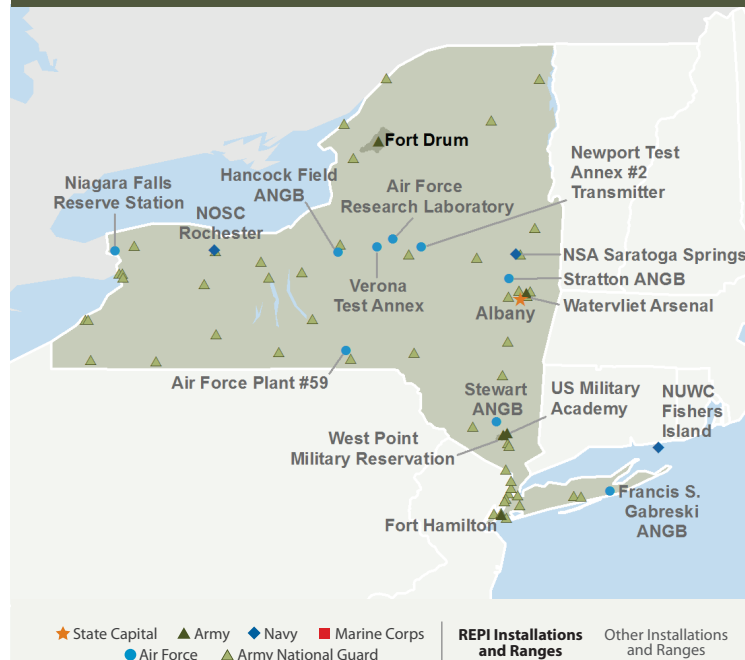 Fort Drum
Newport Test
Annex #2
Transmitter
Hancock Field
ANGB
Air Force
Research Laboratory
Niagara Falls
Reserve Station
NOSC
Rochester
NSA Saratoga Springs
Verona
Test Annex
Stratton ANGB
Albany
Watervliet Arsenal
Air Force Plant #59
Stewart
ANGB
US Military
Academy
NUWC
Fishers
Island
West Point
Military Reservation
Fort Hamilton
Francis S.
Gabreski
ANGB
State Capital
Army
Navy
Marine Corps
Air Force
Army National Guard
REPI Installations
and Ranges
Other Installations
and Ranges